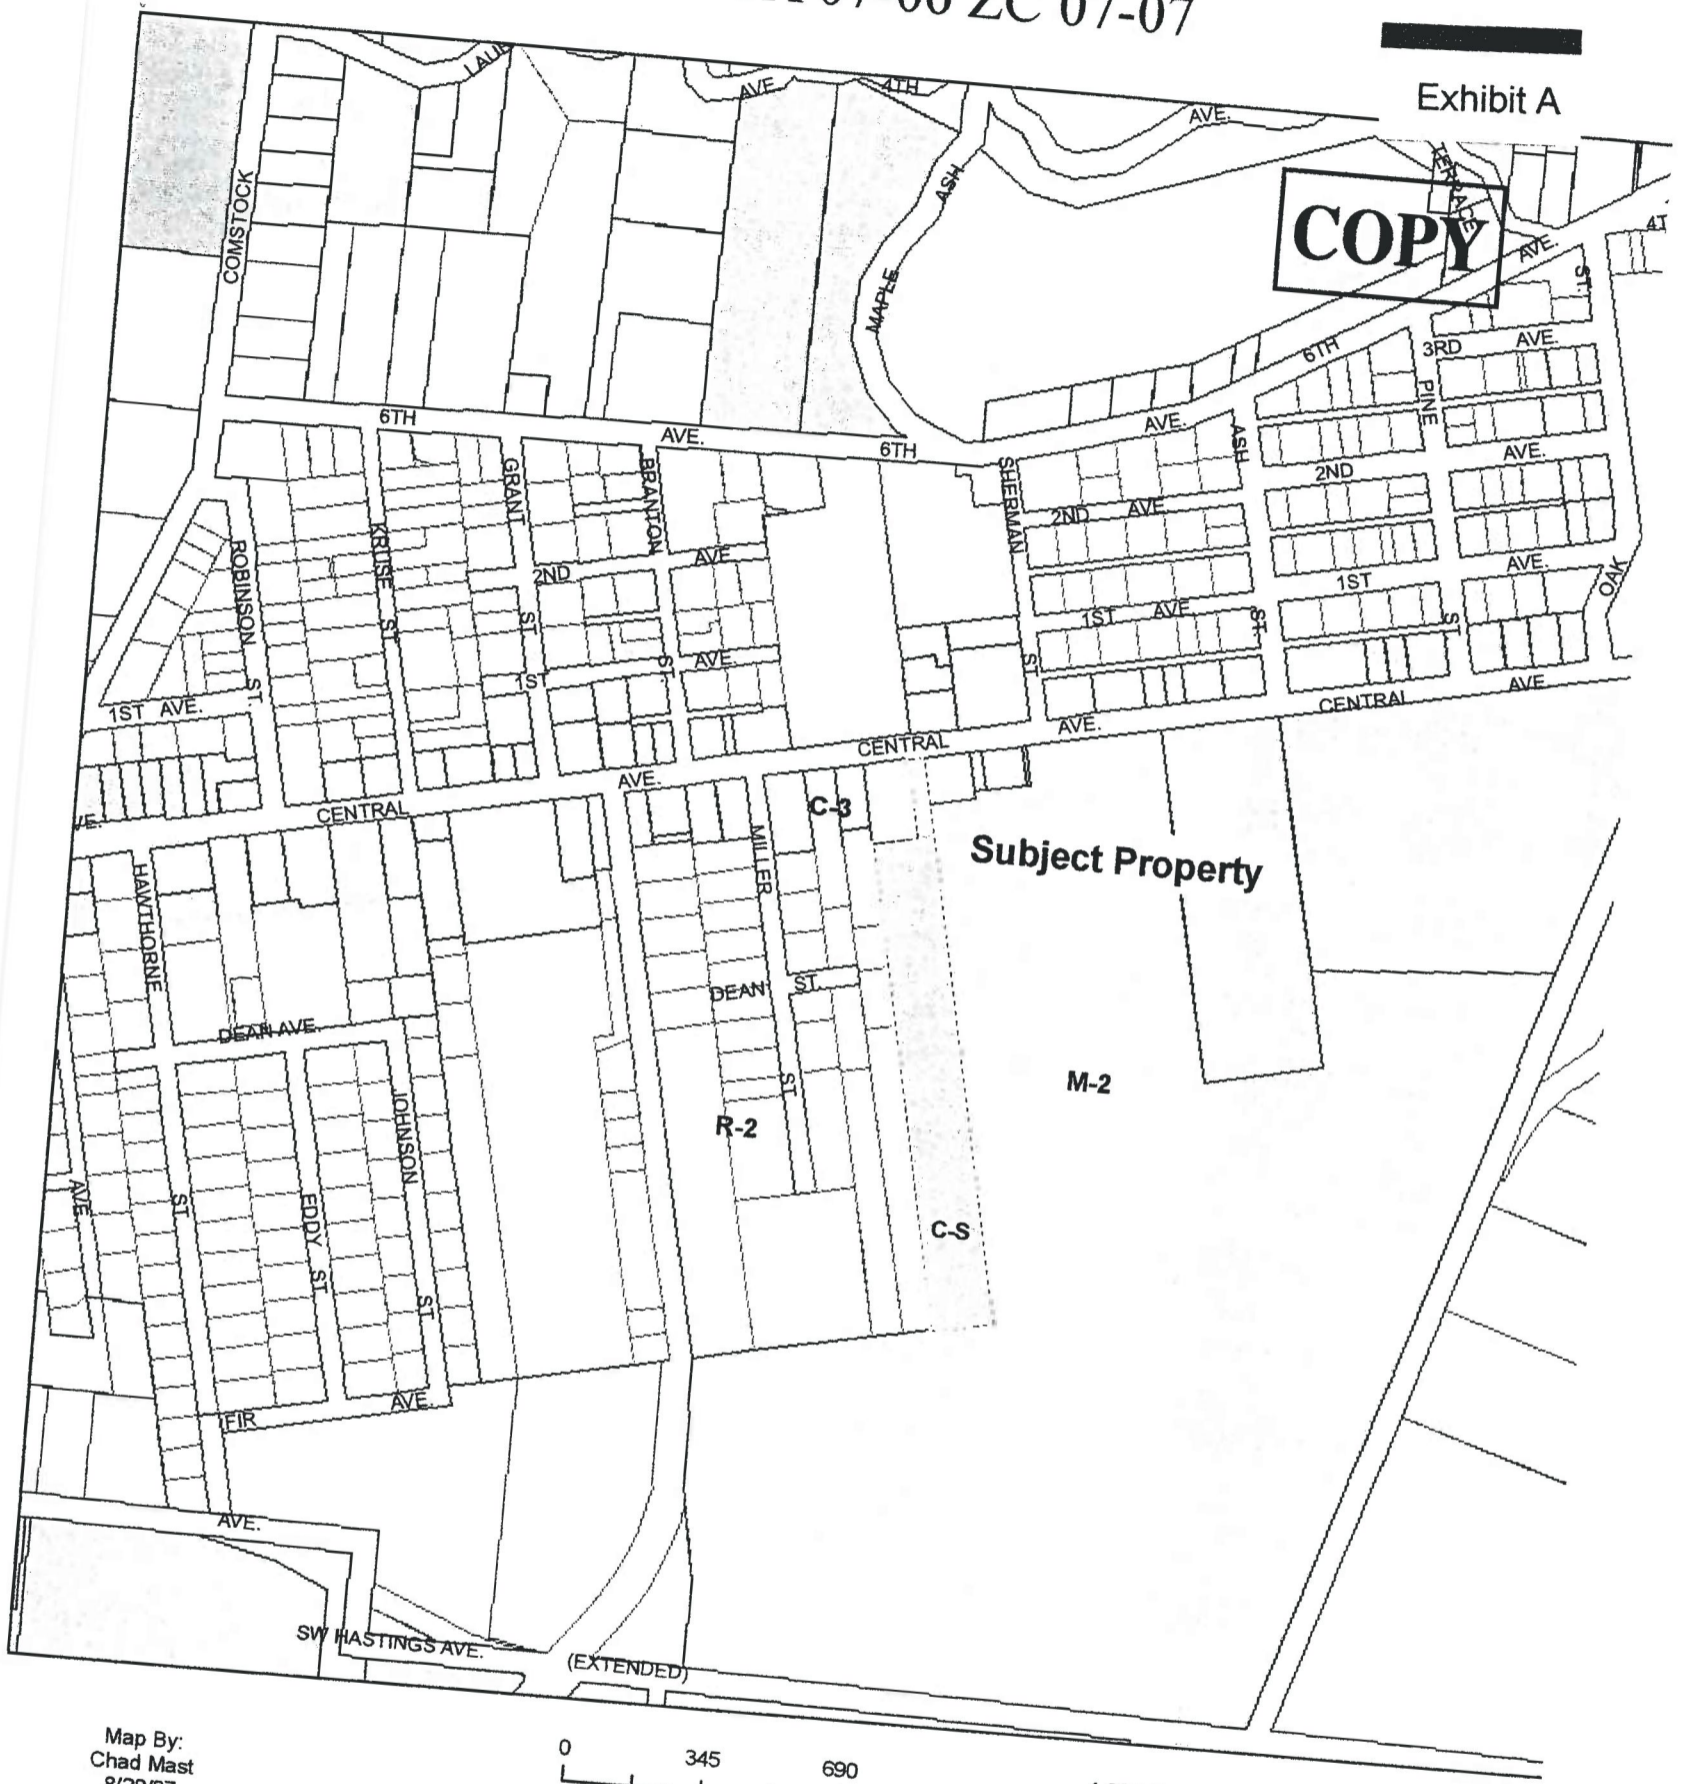 07-06 ZC 07-07
Exhibit A
COPY
LAUR
AVE
4TH
AVE.
TERRACE
COMSTOCK
ASH
MAPLE
AVE.
4T
ST.
6TH
3RD
AVE.
PINE
6TH
AVE.
6TH
AVE.
ASH
2ND
AVE.
SHERMAN
GRANT
BRANTON
KRUSE
ROBINSON
2ND
AVE
2ND
AVE
1ST
AVE.
OAK
ST
ST
1ST
AVE
ST
ST
1ST
AVE
ST
ST
ST.
1ST AVE.
CENTRAL
AVE
CENTRAL
AVE.
AVE.
CENTRAL
VE.
C-3
MILLER
Subject Property
HAWTHORNE
DEAN
ST.
DEAN AVE.
M-2
ST
JOHNSON
R-2
AVE
ST
EDDY
ST
C-S
ST
FIR
AVE.
AVE.
SW HASTINGS AVE.
(EXTENDED)
Map By:
Chad Mast
0
345
690